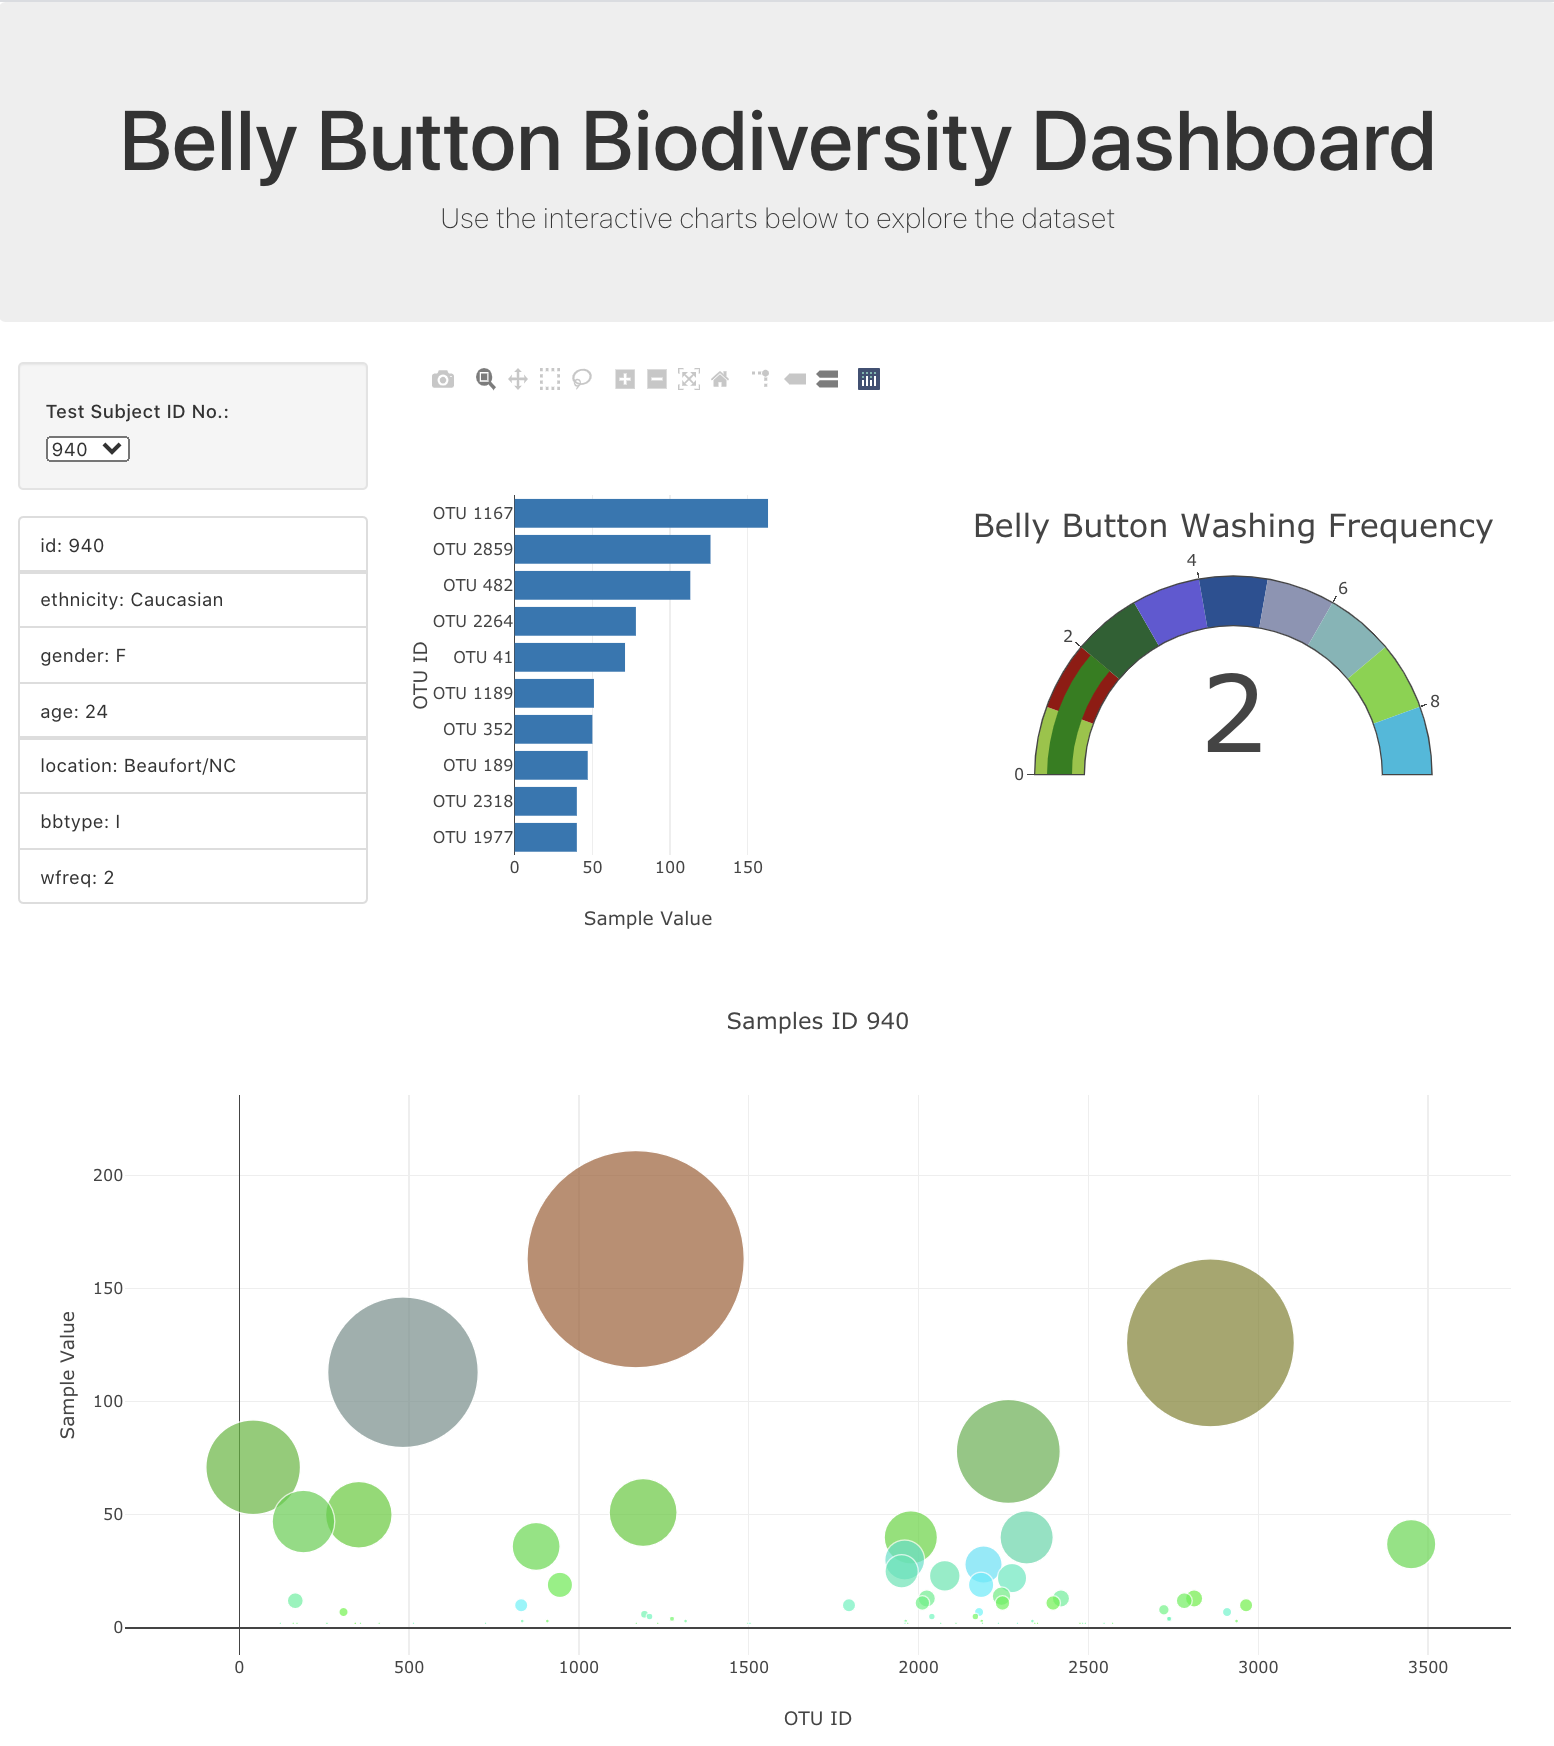 Belly Button Biodiversity Dashboard
Use the interactive charts below to explore the dataset
Test Subject ID No.:
940
id: 940
ethnicity: Caucasian
gender: F
age: 24
location: Beaufort/NC
bbtype: I
wfreq: 2
OTU ID
OTU 1167
OTU 2859
OTU 482
OTU 2264
OTU 41
OTU 1189
OTU 352
OTU 189
OTU 2318
OTU 1977
0 50 100 150
Sample Value
Belly Button Washing Frequency
0
2
4
6
8
2
Samples ID 940
Sample Value
200
150
100
50
0
0 500 1000 1500 2000 2500 3000 3500
OTU ID